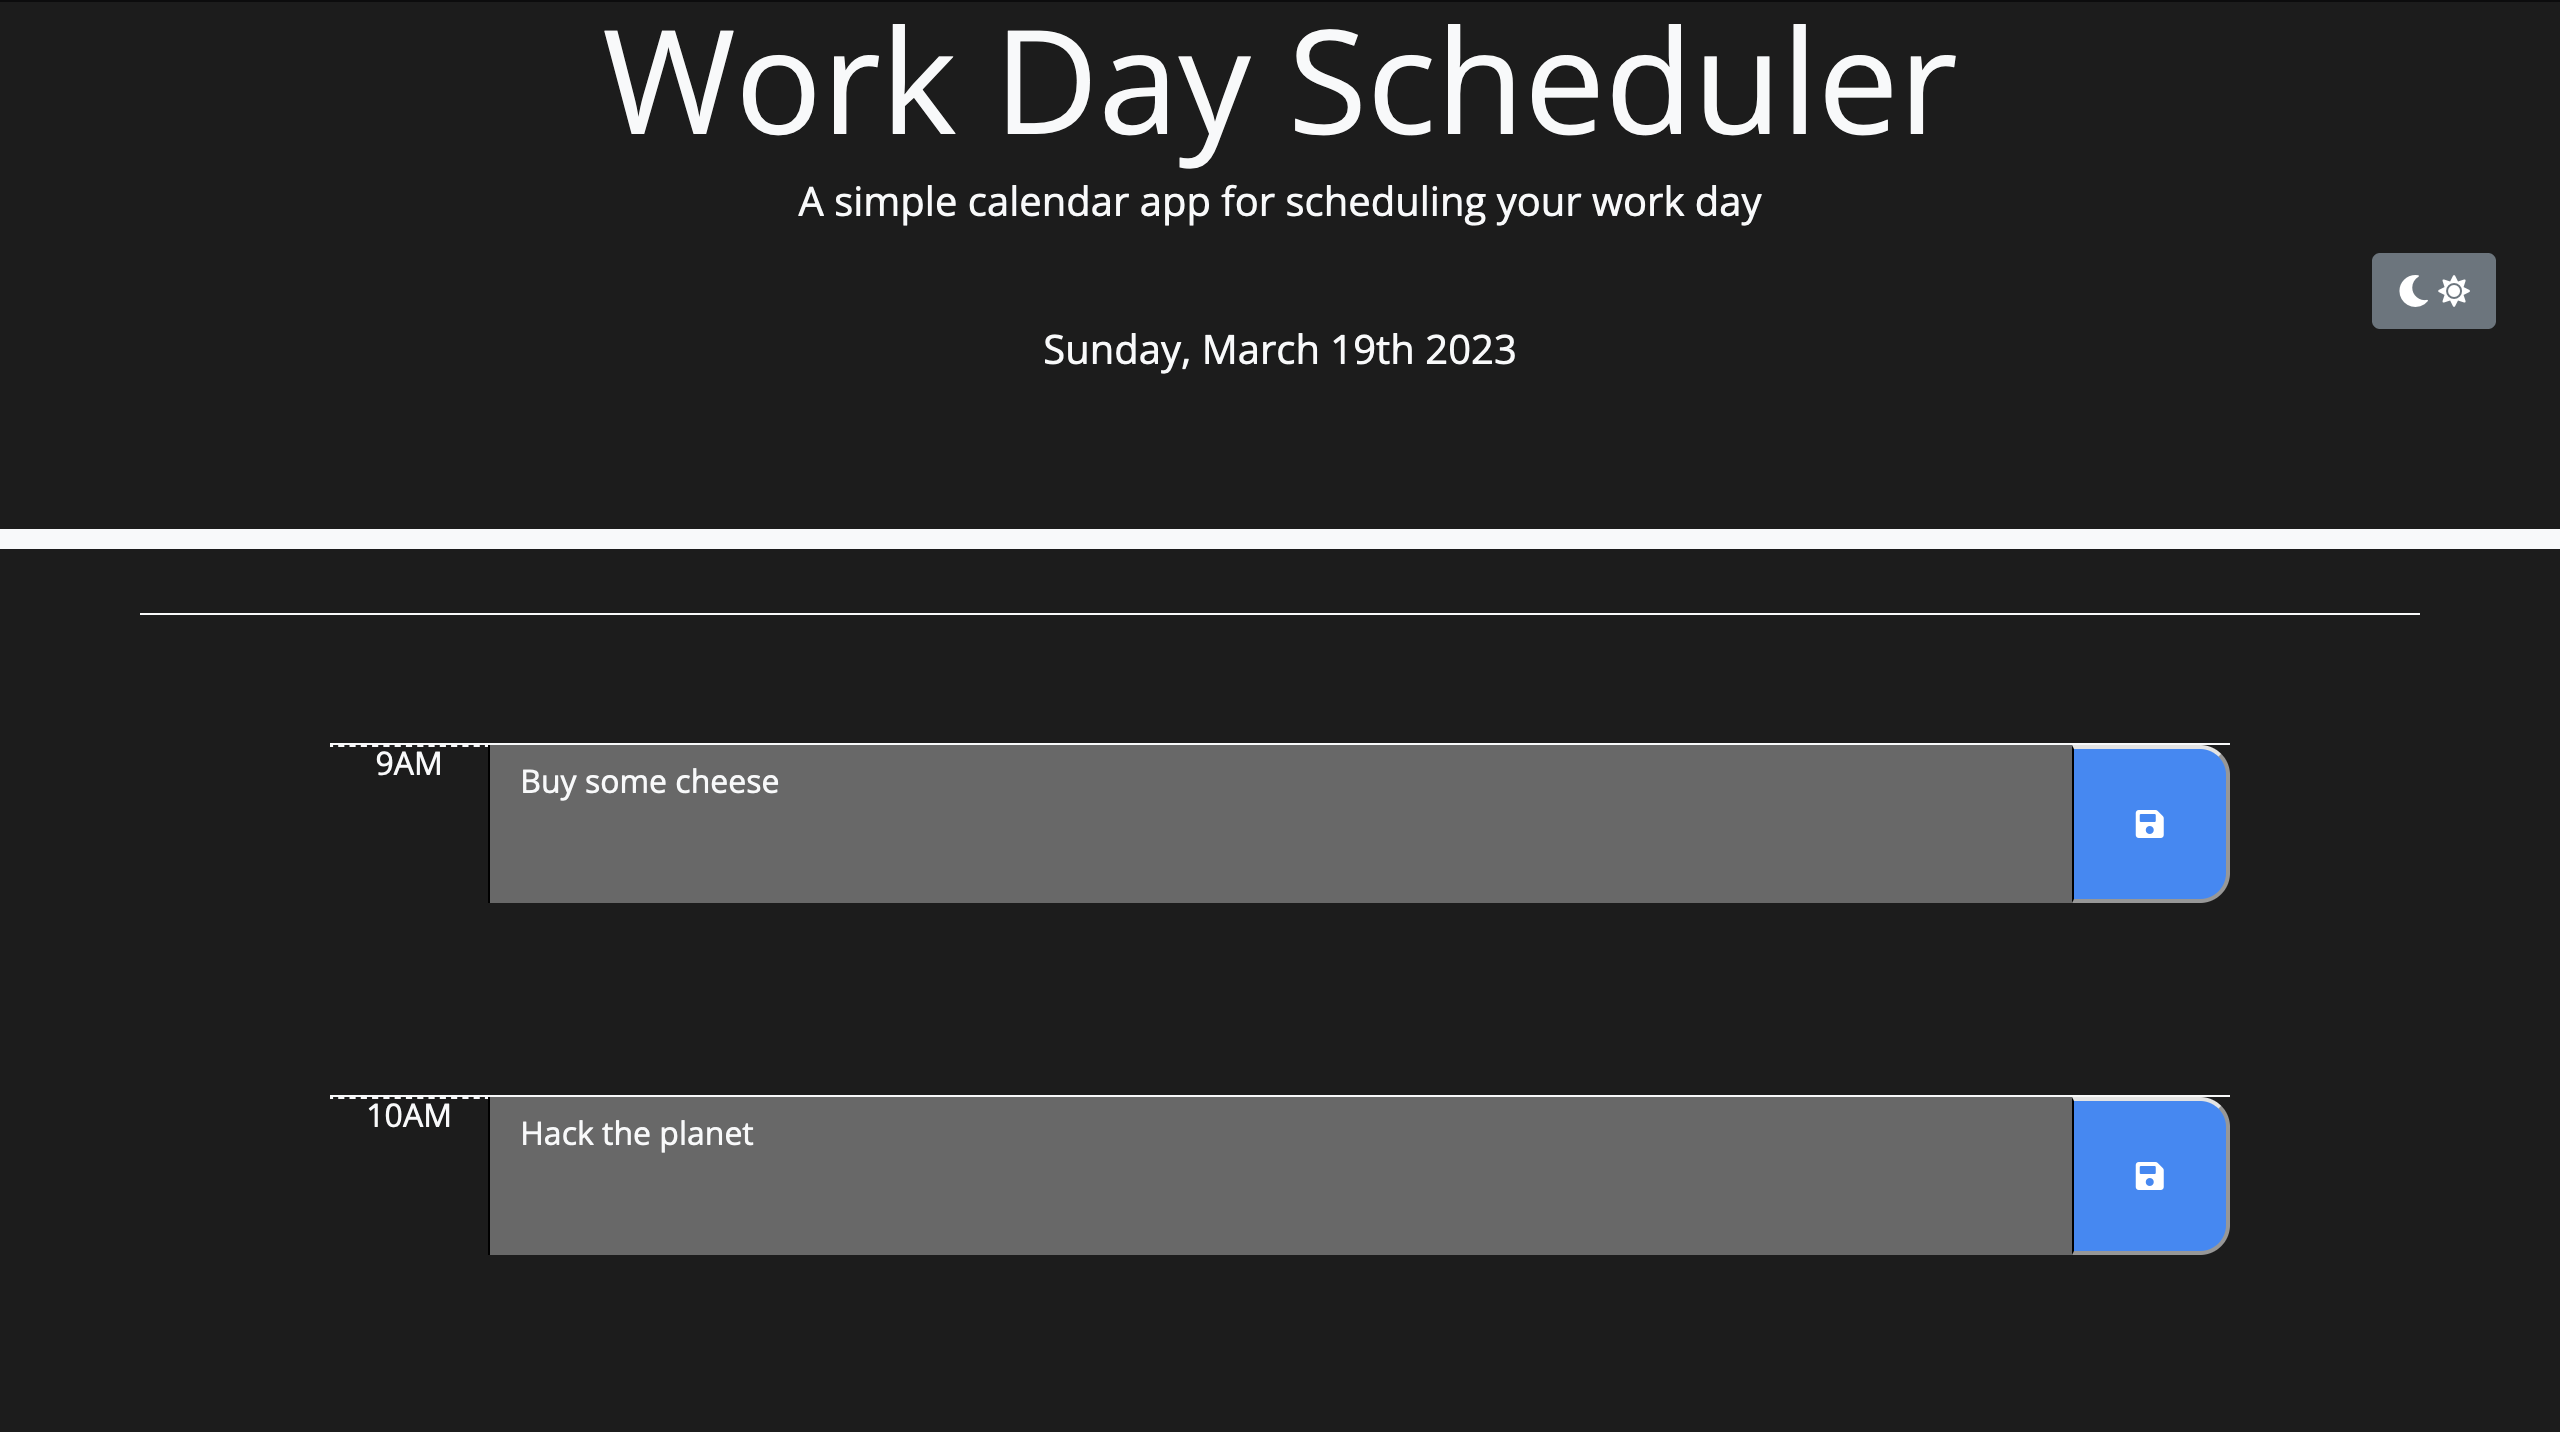 Work Day Scheduler
A simple calendar app for scheduling your work day
Sunday, March 19th 2023
9AM
Buy some cheese
10AM
Hack the planet